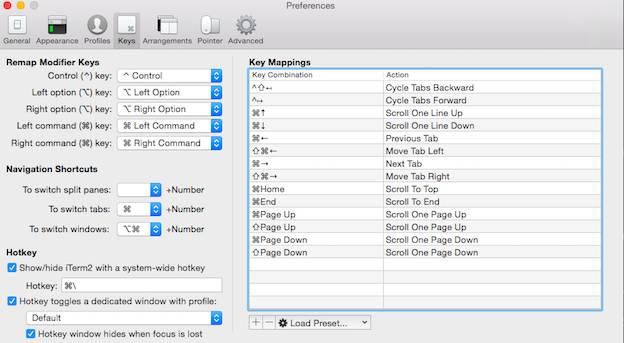 Preferences
General
Appearance
Profiles
Keys
Arrangements
Pointer
Advanced
Remap Modifier Keys
Control (^) key: ^ Control
Left option (⌥) key: ⌥ Left Option
Right option (⌥) key: ⌥ Right Option
Left command (⌘) key: ⌘ Left Command
Right command (⌘) key: ⌘ Right Command
Navigation Shortcuts
To switch split panes: +Number
To switch tabs: ⌘ +Number
To switch windows: ⌥⌘ +Number
Hotkey
Show/hide iTerm2 with a system-wide hotkey
Hotkey: ⌘\
Hotkey toggles a dedicated window with profile:
Default
Hotkey window hides when focus is lost
Key Mappings
Key Combination Action
^⇧↤ Cycle Tabs Backward
^↦ Cycle Tabs Forward
⌘↑ Scroll One Line Up
⌘↓ Scroll One Line Down
⌘← Previous Tab
⇧⌘← Move Tab Left
⌘→ Next Tab
⇧⌘→ Move Tab Right
⌘Home Scroll To Top
⌘End Scroll To End
⌘Page Up Scroll One Page Up
⇧Page Up Scroll One Page Up
⌘Page Down Scroll One Page Down
⇧Page Down Scroll One Page Down
+ − Load Preset...